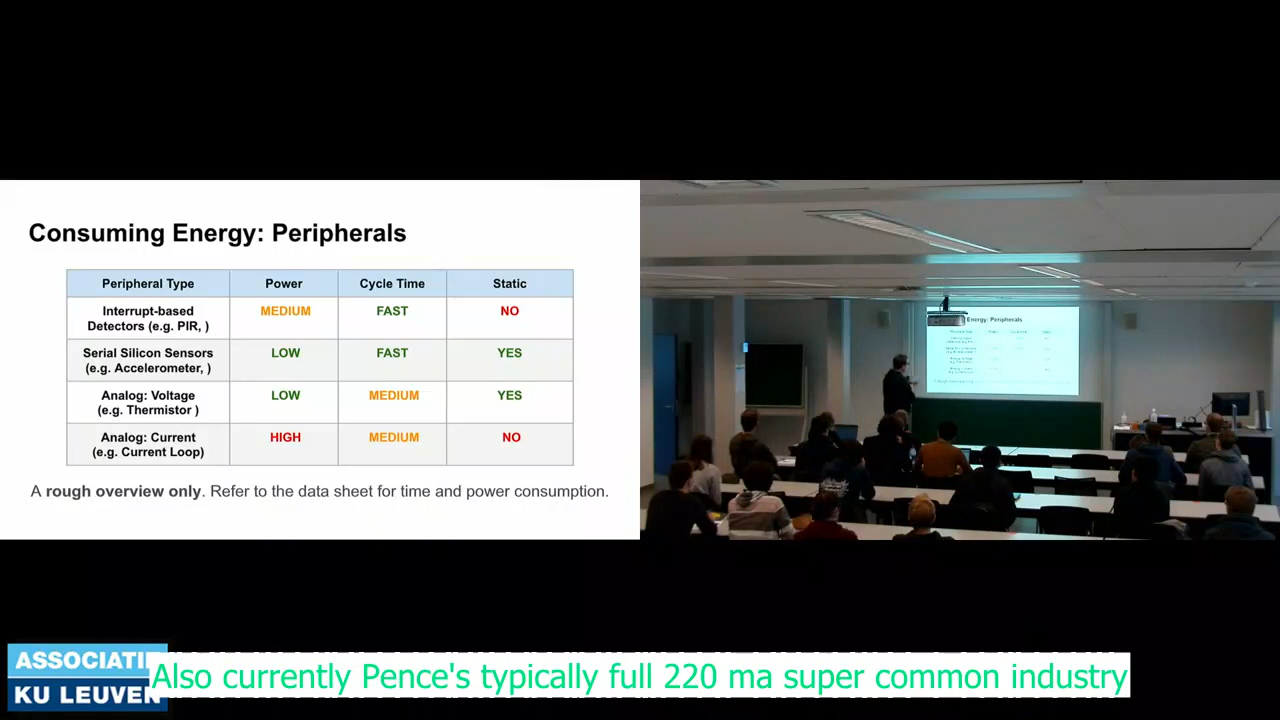 Consuming Energy: Peripherals
Peripheral Type Power Cycle Time Static
Interrupt-based
Detectors (e.g. PIR, ) MEDIUM FAST NO
Serial Silicon Sensors
(e.g. Accelerometer, ) LOW FAST YES
Analog: Voltage
(e.g. Thermistor ) LOW MEDIUM YES
Analog: Current
(e.g. Current Loop) HIGH MEDIUM NO
A rough overview only. Refer to the data sheet for time and power consumption.
Energy: Peripherals
ASSOCIATI
KU LEUVEN
Also currently Pence's typically full 220 ma super common industry